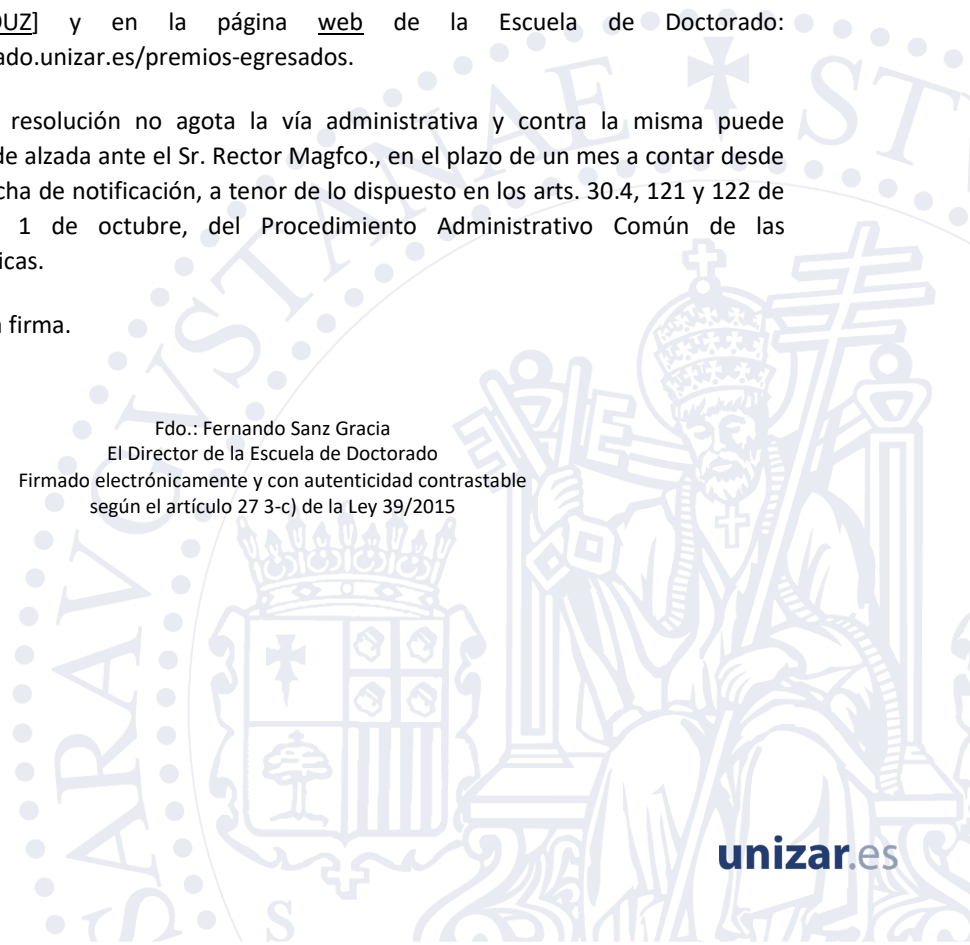 OUZ] y en la página web de la Escuela de Doctorado:
ado.unizar.es/premios-egresados.
resolución no agota la vía administrativa y contra la misma puede
de alzada ante el Sr. Rector Magfco., en el plazo de un mes a contar desde
cha de notificación, a tenor de lo dispuesto en los arts. 30.4, 121 y 122 de
1 de octubre, del Procedimiento Administrativo Común de las
icas.
firma.
Fdo.: Fernando Sanz Gracia
El Director de la Escuela de Doctorado
Firmado electrónicamente y con autenticidad contrastable
según el artículo 27 3-c) de la Ley 39/2015
SARAVGVSTANAE ST
S
unizar.es